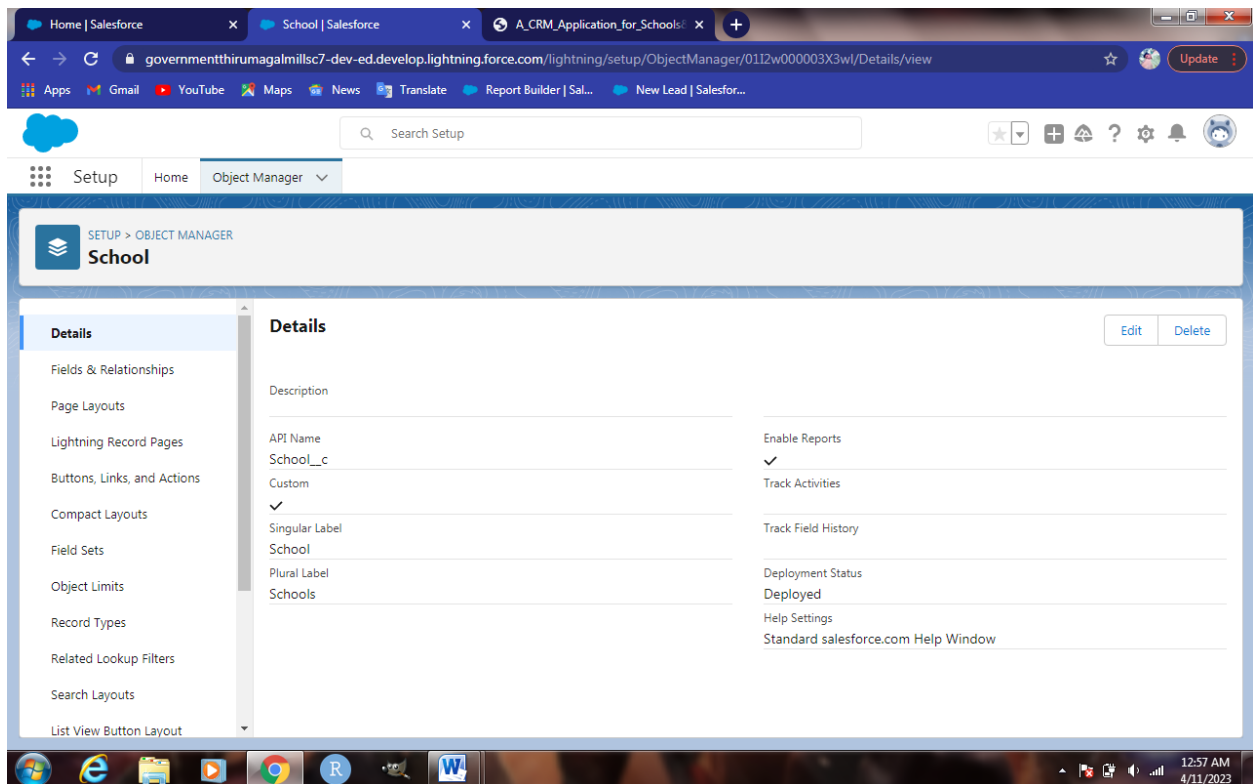 Home | Salesforce
School | Salesforce
A_CRM_Application_for_Schools
governmentthirumagalmillsc7-dev-ed.develop.lightning.force.com/lightning/setup/ObjectManager/01I2w000003X3wI/Details/view
Update
Apps Gmail YouTube Maps News Translate Report Builder | Sal... New Lead | Salesfor...
Search Setup
Setup Home Object Manager
SETUP > OBJECT MANAGER
School
Details
Fields & Relationships
Page Layouts
Lightning Record Pages
Buttons, Links, and Actions
Compact Layouts
Field Sets
Object Limits
Record Types
Related Lookup Filters
Search Layouts
List View Button Layout
Details
Edit Delete
Description
API Name
School__c
Custom
Singular Label
School
Plural Label
Schools
Enable Reports
Track Activities
Track Field History
Deployment Status
Deployed
Help Settings
Standard salesforce.com Help Window
12:57 AM
4/11/2023